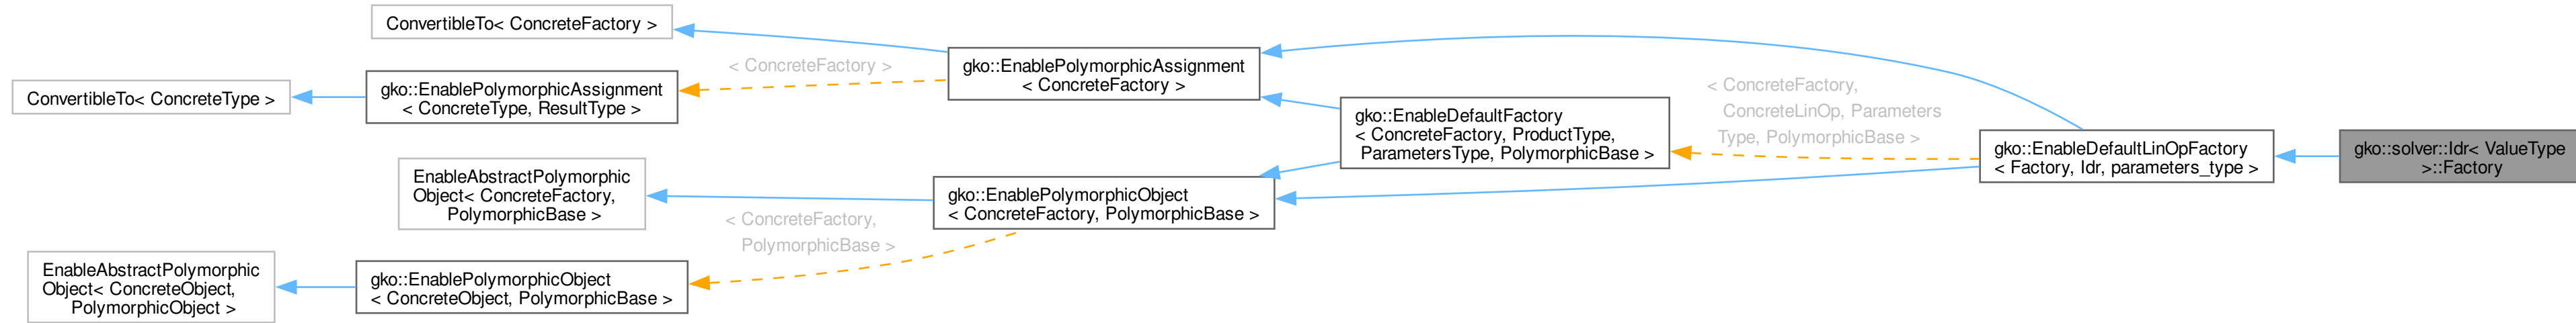 ConvertibleTo< ConcreteFactory >
ConvertibleTo< ConcreteType >
gko::EnablePolymorphicAssignment
< ConcreteType, ResultType >
< ConcreteFactory >
gko::EnablePolymorphicAssignment
< ConcreteFactory >
EnableAbstractPolymorphic
Object< ConcreteFactory,
PolymorphicBase >
EnableAbstractPolymorphic
Object< ConcreteObject,
PolymorphicObject >
gko::EnablePolymorphicObject
< ConcreteObject, PolymorphicBase >
< ConcreteFactory,
PolymorphicBase >
gko::EnablePolymorphicObject
< ConcreteFactory, PolymorphicBase >
gko::EnableDefaultFactory
< ConcreteFactory, ProductType,
ParametersType, PolymorphicBase >
< ConcreteFactory,
ConcreteLinOp, Parameters
Type, PolymorphicBase >
gko::EnableDefaultLinOpFactory
< Factory, Idr, parameters_type >
gko::solver::Idr< ValueType
>::Factory